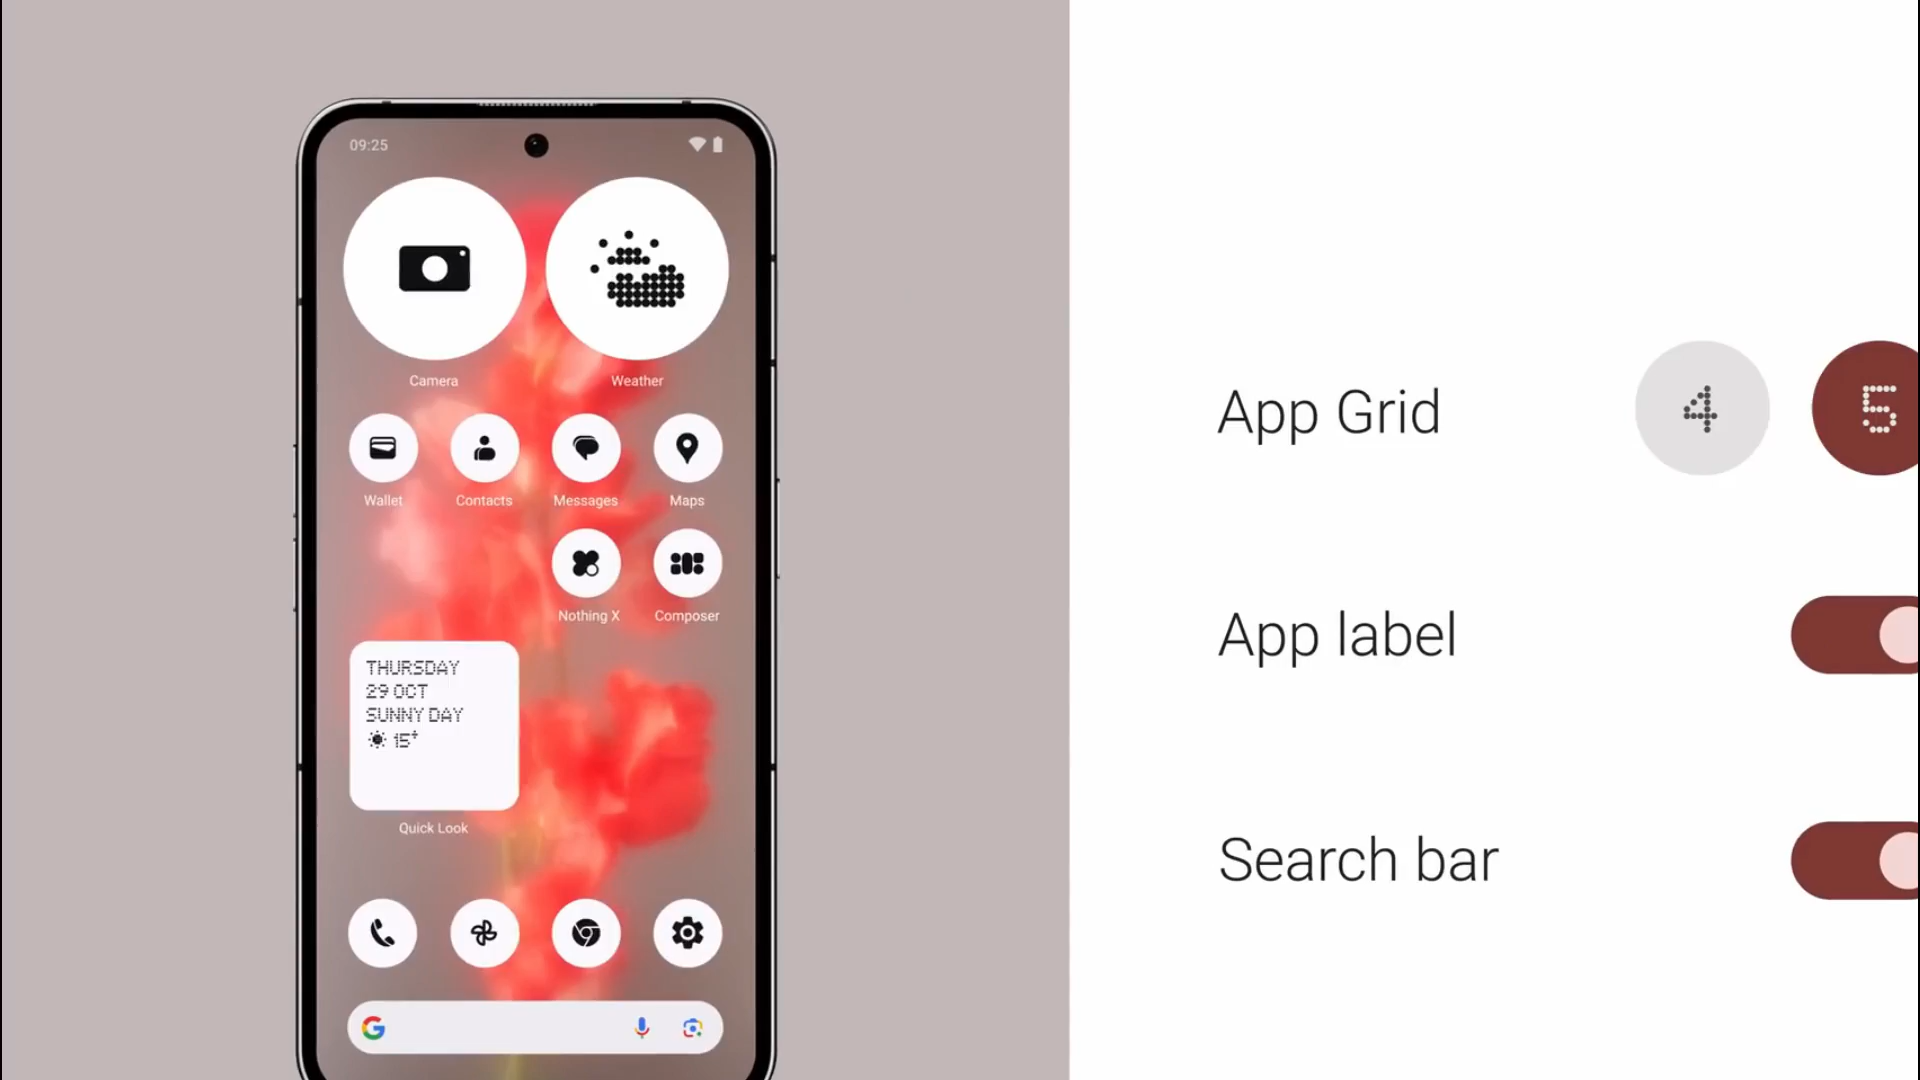 09:25
Camera Weather
Wallet Contacts Messages Maps
Nothing X Composer
THURSDAY
29 OCT
SUNNY DAY
15°
Quick Look
G
App Grid 4 5
App label
Search bar